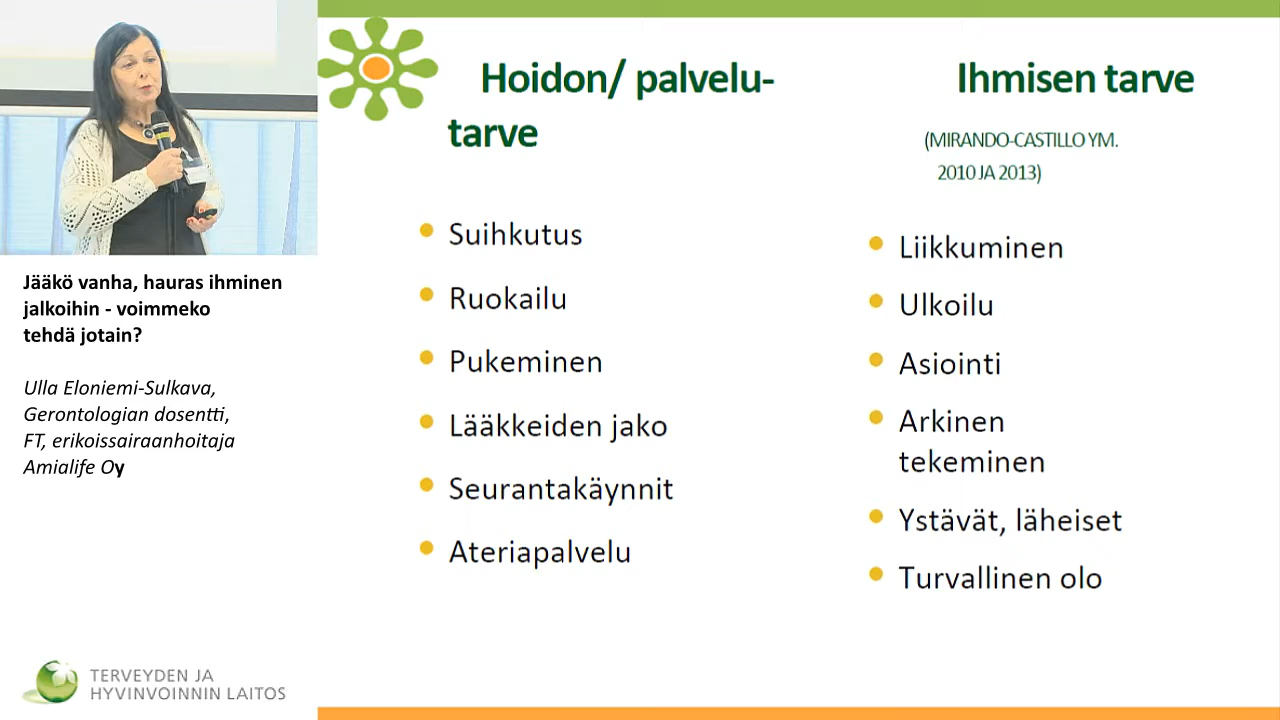 Jääkö vanha, hauras ihminen
jalkoihin - voimmeko
tehdä jotain?
Ulla Eloniemi-Sulkava,
Gerontologian dosentti,
FT, erikoissairaanhoitaja
Amialife Oy
TERVEYDEN JA
HYVINVOINNIN LAITOS
Hoidon/ palvelu-
tarve
Suihkutus
Ruokailu
Pukeminen
Lääkkeiden jako
Seurantakäynnit
Ateriapalvelu
Ihmisen tarve
(MIRANDO-CASTILLO YM.
2010 JA 2013)
Liikkuminen
Ulkoilu
Asiointi
Arkinen
tekeminen
Ystävät, läheiset
Turvallinen olo